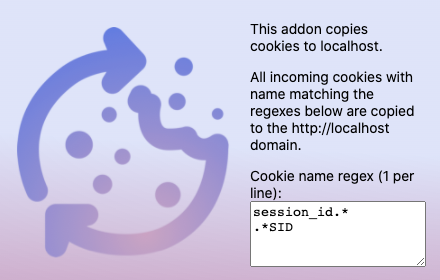 This addon copies
cookies to localhost.
All incoming cookies with
name matching the
regexes below are copied
to the http://localhost
domain.
Cookie name regex (1 per
line):
session_id.*
.*SID